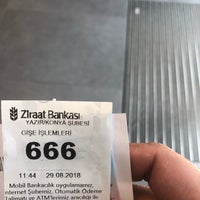 Ziraat Bankası
YAZIR/KONYA ŞUBESİ
GİŞE İŞLEMLERİ
666
11:44 29.08.2018
Mobil Bankacılık uygulamamız,
İnternet Şubemiz, Otomatik Ödeme
Talimatı ve ATM'lerimiz aracılığı ile